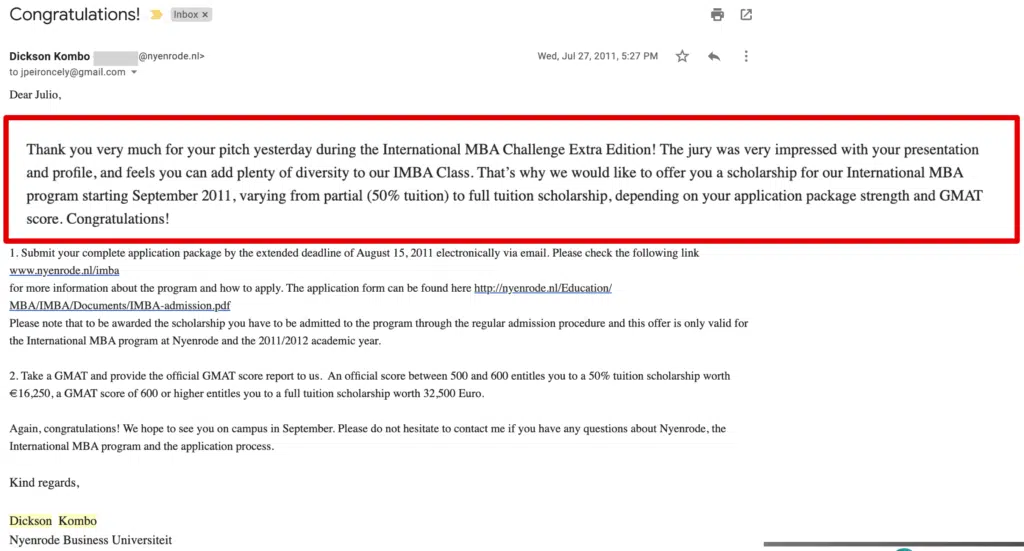 Congratulations! Inbox ×
Dickson Kombo @nyenrode.nl> Wed, Jul 27, 2011, 5:27 PM
to jpeironcely@gmail.com
Dear Julio,
Thank you very much for your pitch yesterday during the International MBA Challenge Extra Edition! The jury was very impressed with your presentation
and profile, and feels you can add plenty of diversity to our IMBA Class. That's why we would like to offer you a scholarship for our International MBA
program starting September 2011, varying from partial (50% tuition) to full tuition scholarship, depending on your application package strength and GMAT
score. Congratulations!
1. Submit your complete application package by the extended deadline of August 15, 2011 electronically via email. Please check the following link
www.nyenrode.nl/imba
for more information about the program and how to apply. The application form can be found here http://nyenrode.nl/Education/
MBA/IMBA/Documents/IMBA-admission.pdf
Please note that to be awarded the scholarship you have to be admitted to the program through the regular admission procedure and this offer is only valid for
the International MBA program at Nyenrode and the 2011/2012 academic year.
2. Take a GMAT and provide the official GMAT score report to us. An official score between 500 and 600 entitles you to a 50% tuition scholarship worth
€16,250, a GMAT score of 600 or higher entitles you to a full tuition scholarship worth 32,500 Euro.
Again, congratulations! We hope to see you on campus in September. Please do not hesitate to contact me if you have any questions about Nyenrode, the
International MBA program and the application process.
Kind regards,
Dickson Kombo
Nyenrode Business Universiteit